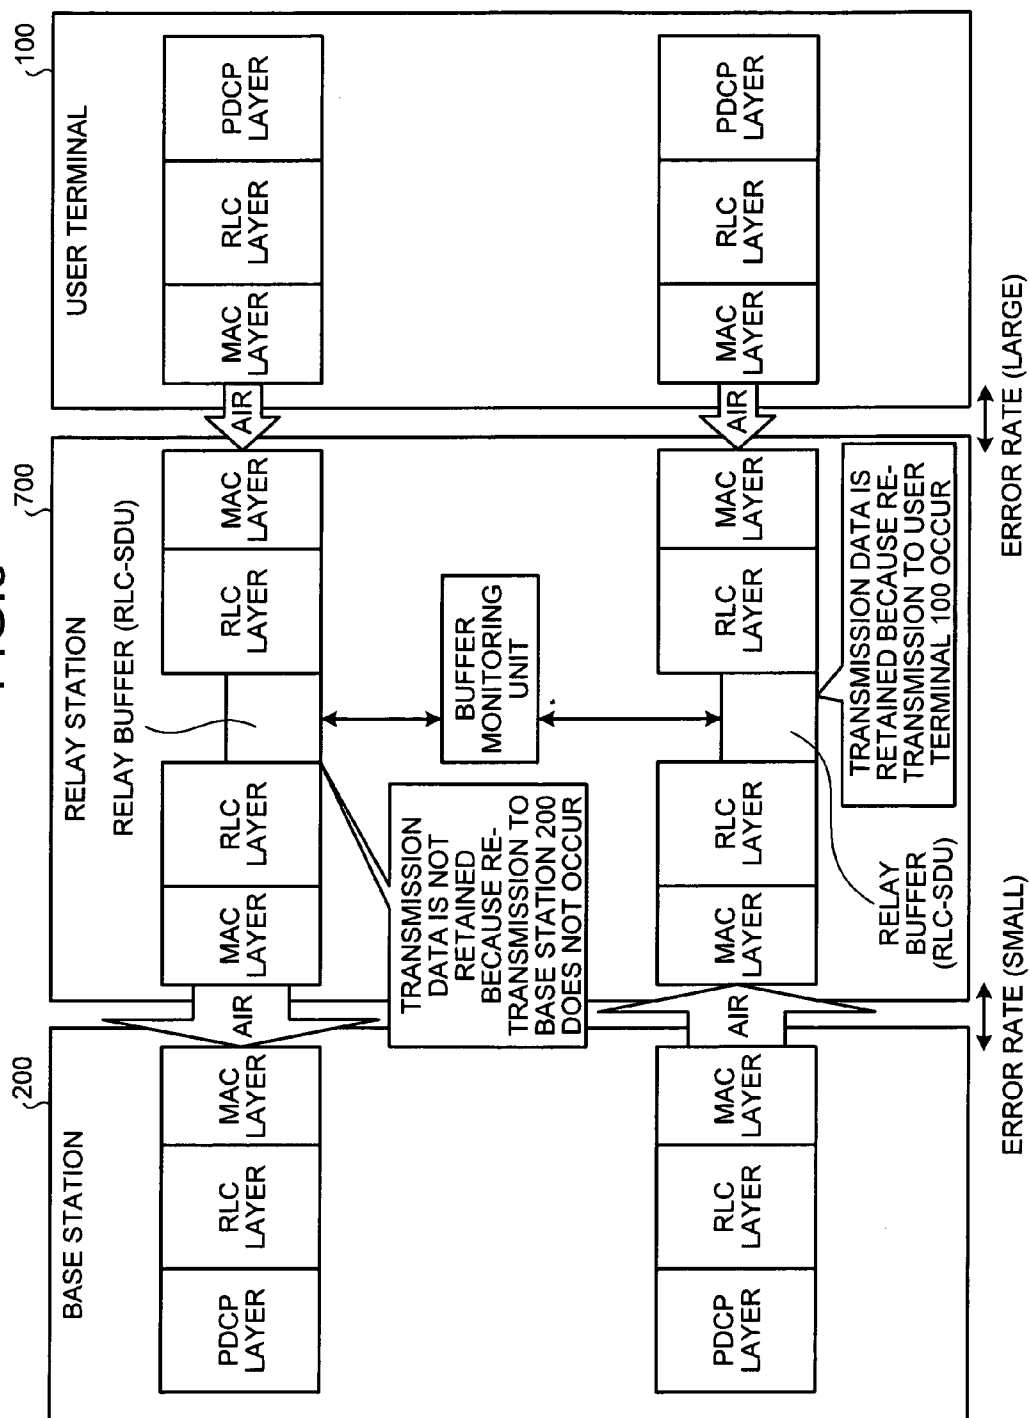 200
700
100
BASE STATION
RELAY STATION
USER TERMINAL
RELAY BUFFER (RLC-SDU)
PDCP
LAYER
RLC
LAYER
MAC
LAYER
AIR
MAC
LAYER
RLC
LAYER
RLC
LAYER
MAC
LAYER
AIR
MAC
LAYER
RLC
LAYER
PDCP
LAYER
TRANSMISSION
DATA IS NOT
RETAINED
BECAUSE RE-
TRANSMISSION TO
BASE STATION 200
DOES NOT OCCUR
BUFFER
MONITORING
UNIT
PDCP
LAYER
RLC
LAYER
MAC
LAYER
AIR
MAC
LAYER
RLC
LAYER
RLC
LAYER
MAC
LAYER
AIR
MAC
LAYER
RLC
LAYER
PDCP
LAYER
RELAY
BUFFER
(RLC-SDU)
TRANSMISSION DATA IS
RETAINED BECAUSE RE-
TRANSMISSION TO USER
TERMINAL 100 OCCUR
ERROR RATE (SMALL)
ERROR RATE (LARGE)